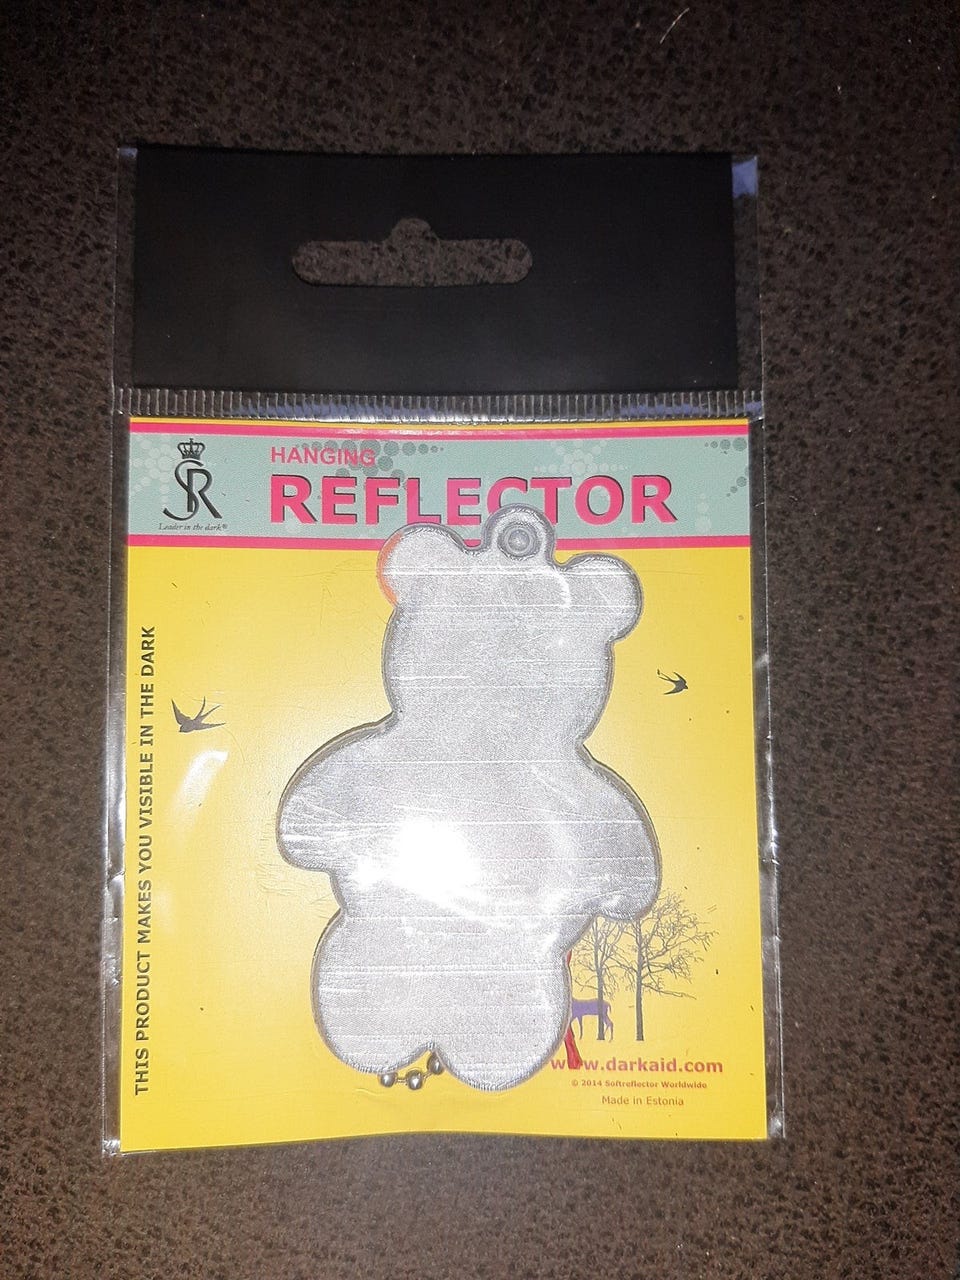 SR
Leader in the dark®
HANGING
REFLECTOR
THIS PRODUCT MAKES YOU VISIBLE IN THE DARK
www.darkaid.com
© 2014 Softreflector Worldwide
Made in Estonia